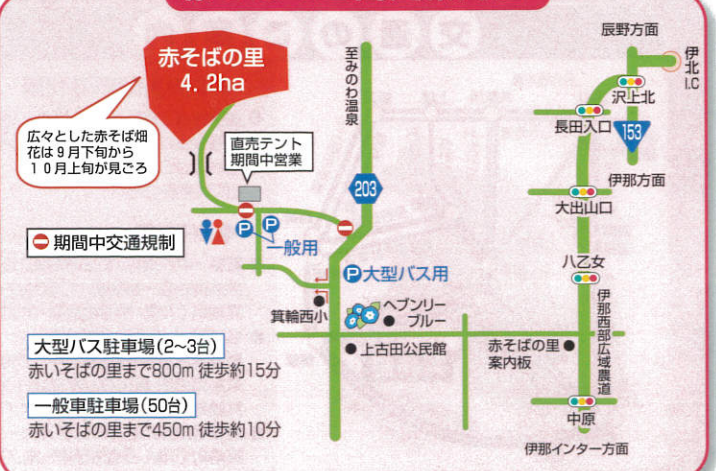 赤そばの里
4. 2ha
広々とした赤そば畑
花は9月下旬から
10月上旬が見ごろ
直売テント
期間中営業
至みのわ温泉
203
辰野方面
伊北I.C
沢上北
長田入口
153
伊那方面
大出山口
八乙女
伊那西部広域農道
期間中交通規制
P
P
一般用
P大型バス用
箕輪西小
ヘブンリー
ブルー
上古田公民館
赤そばの里
案内板
中原
伊那インター方面
大型バス駐車場(2~3台)
赤いそばの里まで800m 徒歩約15分
一般車駐車場(50台)
赤いそばの里まで450m 徒歩約10分